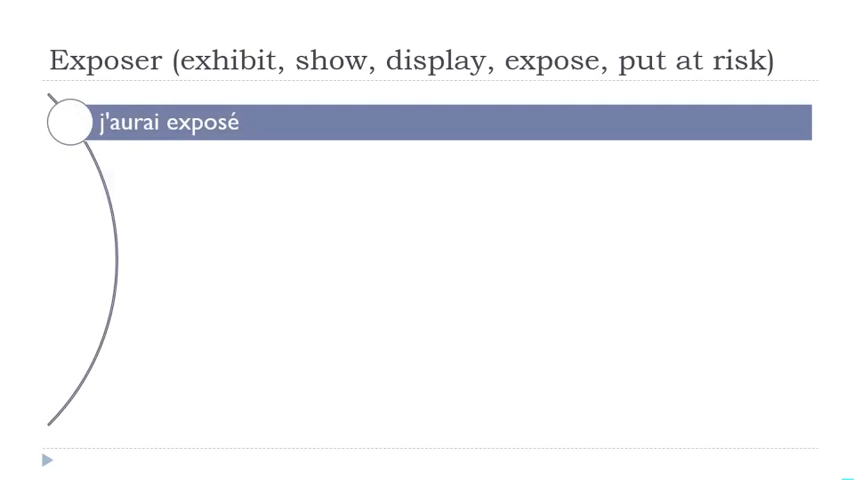 Exposer (exhibit, show, display, expose, put at risk)
j'aurai exposé